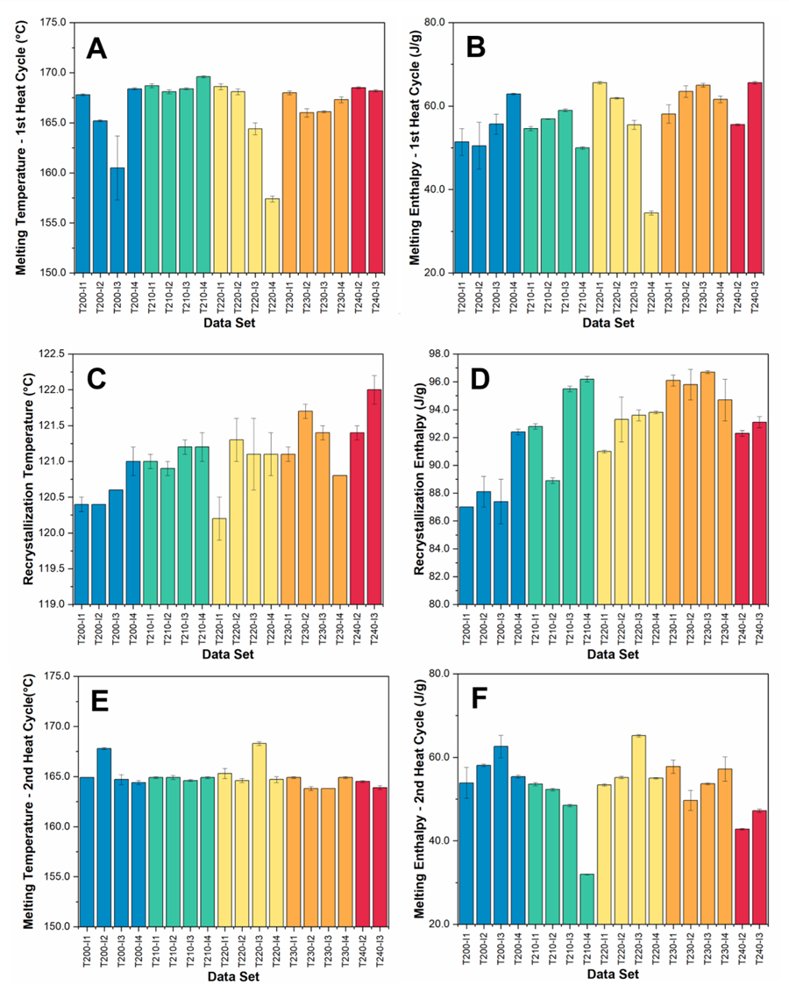 A
Melting Temperature - 1st Heat Cycle (°C)
175.0
170.0
165.0
160.0
155.0
150.0
T200-I1
T200-I2
T200-I3
T200-I4
T210-I1
T210-I2
T210-I3
T210-I4
T220-I1
T220-I2
T220-I3
T220-I4
T230-I1
T230-I2
T230-I3
T230-I4
T240-I2
T240-I3
Data Set
B
Melting Enthalpy - 1st Heat Cycle (J/g)
80.0
60.0
40.0
20.0
T200-I1
T200-I2
T200-I3
T200-I4
T210-I1
T210-I2
T210-I3
T210-I4
T220-I1
T220-I2
T220-I3
T220-I4
T230-I1
T230-I2
T230-I3
T230-I4
T240-I2
T240-I3
Data Set
C
Recrystallization Temperature (°C)
122.5
122.0
121.5
121.0
120.5
120.0
119.5
119.0
T200-I1
T200-I2
T200-I3
T200-I4
T210-I1
T210-I2
T210-I3
T210-I4
T220-I1
T220-I2
T220-I3
T220-I4
T230-I1
T230-I2
T230-I3
T230-I4
T240-I2
T240-I3
Data Set
D
Recrystallization Enthalpy (J/g)
98.0
96.0
94.0
92.0
90.0
88.0
86.0
84.0
82.0
80.0
T200-I1
T200-I2
T200-I3
T200-I4
T210-I1
T210-I2
T210-I3
T210-I4
T220-I1
T220-I2
T220-I3
T220-I4
T230-I1
T230-I2
T230-I3
T230-I4
T240-I2
T240-I3
Data Set
E
Melting Temperature - 2nd Heat Cycle(°C)
175.0
170.0
165.0
160.0
155.0
150.0
T200-I1
T200-I2
T200-I3
T200-I4
T210-I1
T210-I2
T210-I3
T210-I4
T220-I1
T220-I2
T220-I3
T220-I4
T230-I1
T230-I2
T230-I3
T230-I4
T240-I2
T240-I3
Data Set
F
Melting Enthalpy - 2nd Heat Cycle (J/g)
80.0
60.0
40.0
20.0
T200-I1
T200-I2
T200-I3
T200-I4
T210-I1
T210-I2
T210-I3
T210-I4
T220-I1
T220-I2
T220-I3
T220-I4
T230-I1
T230-I2
T230-I3
T230-I4
T240-I2
T240-I3
Data Set